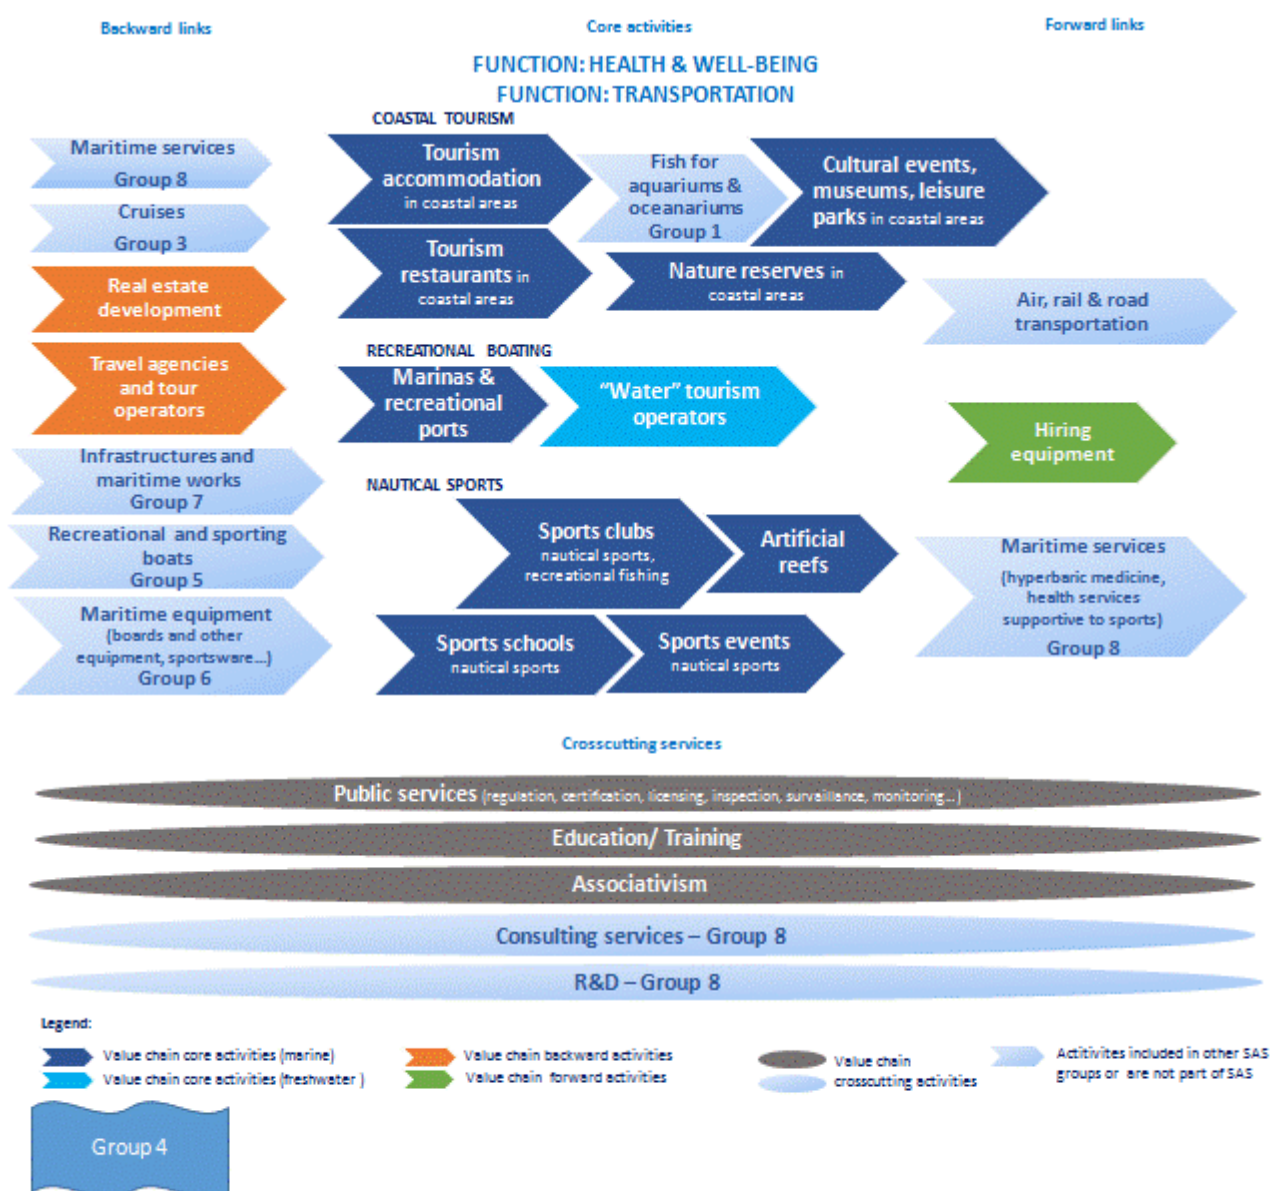 Backward links
Core activities
Forward links
FUNCTION: HEALTH & WELL-BEING
FUNCTION: TRANSPORTATION
COASTAL TOURISM
Maritime services
Group 8
Cruises
Group 3
Real estate
development
Travel agencies
and tour
operators
Infrastructures and
maritime works
Group 7
Recreational and sporting
boats
Group 5
Maritime equipment
(boards and other
equipment, sportsware...)
Group 6
Tourism
accommodation
in coastal areas
Fish for
aquariums &
oceanariums
Group 1
Cultural events,
museums, leisure
parks in coastal areas
Tourism
restaurants in
coastal areas
Nature reserves in
coastal areas
RECREATIONAL BOATING
Marinas &
recreational
ports
“Water” tourism
operators
NAUTICAL SPORTS
Sports clubs
nautical sports,
recreational fishing
Artificial
reefs
Sports schools
nautical sports
Sports events
nautical sports
Air, rail & road
transportation
Hiring
equipment
Maritime services
(hyperbaric medicine,
health services
supportive to sports)
Group 8
Crosscutting services
Public services (regulation, certification, licensing, inspection, survaillance, monitoring...)
Education/ Training
Associativism
Consulting services – Group 8
R&D – Group 8
Legend:
Value chain core activities (marine)
Value chain core activities (freshwater )
Value chain backward activities
Value chain forward activities
Value chain
crosscutting activities
Actitivites included in other SAS
groups or are not part of SAS
Group 4